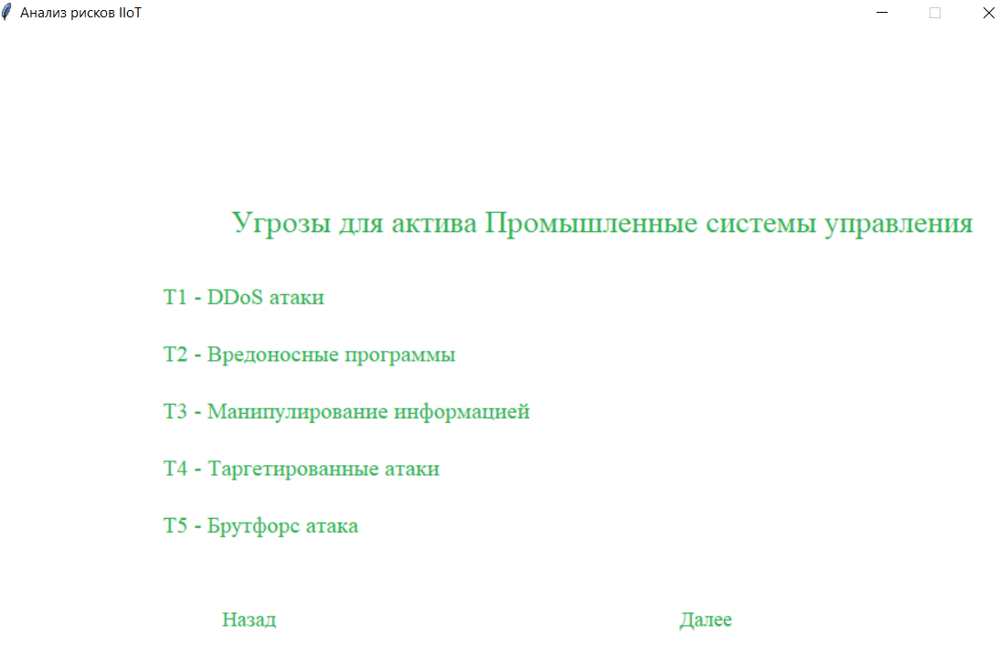 Анализ рисков IIoT
Угрозы для актива Промышленные системы управления
T1 - DDoS атаки
T2 - Вредоносные программы
T3 - Манипулирование информацией
T4 - Таргетированные атаки
T5 - Брутфорс атака
Назад Далее